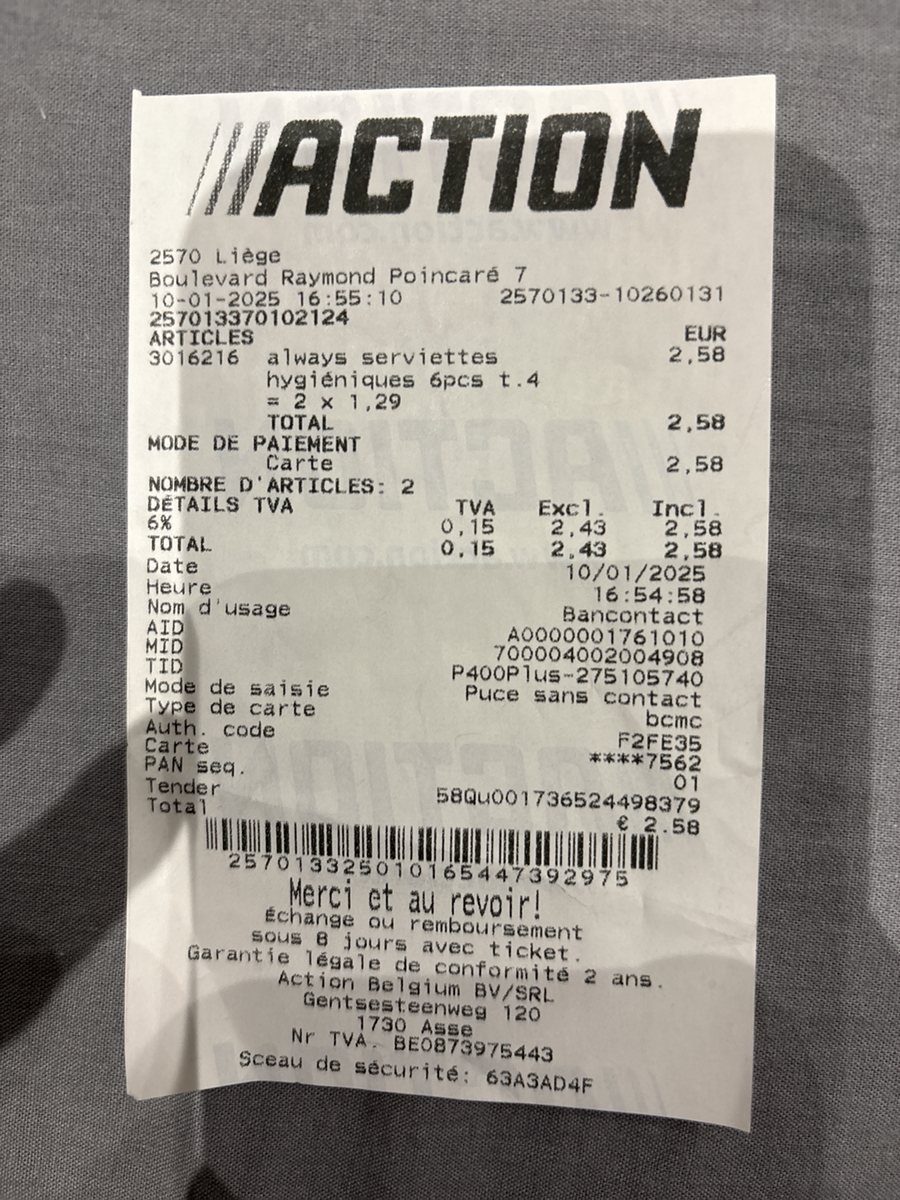 ACTION
2570 Liège
Boulevard Raymond Poincaré 7
10-01-2025 16:55:10 2570133-10260131
257013370102124
ARTICLES EUR
3016216 always serviettes 2,58
hygiéniques 6pcs t.4
= 2 x 1,29
TOTAL 2,58
MODE DE PAIEMENT
Carte 2,58
NOMBRE D'ARTICLES: 2
DÉTAILS TVA TVA Excl. Incl.
6% 0,15 2,43 2,58
TOTAL 0,15 2,43 2,58
Date 10/01/2025
Heure 16:54:58
Nom d'usage Bancontact
AID A0000001761010
MID 700004002004908
TID P400Plus-275105740
Mode de saisie Puce sans contact
Type de carte bcmc
Auth. code F2FE35
Carte ****7562
PAN seq. 01
Tender 58Qu001736524498379
Total € 2.58
2570133250101654473929​75
Merci et au revoir!
Échange ou remboursement
sous 8 jours avec ticket.
Garantie légale de conformité 2 ans.
Action Belgium BV/SRL
Gentsesteenweg 120
1730 Asse
Nr TVA. BE0873975443
Sceau de sécurité: 63A3AD4F